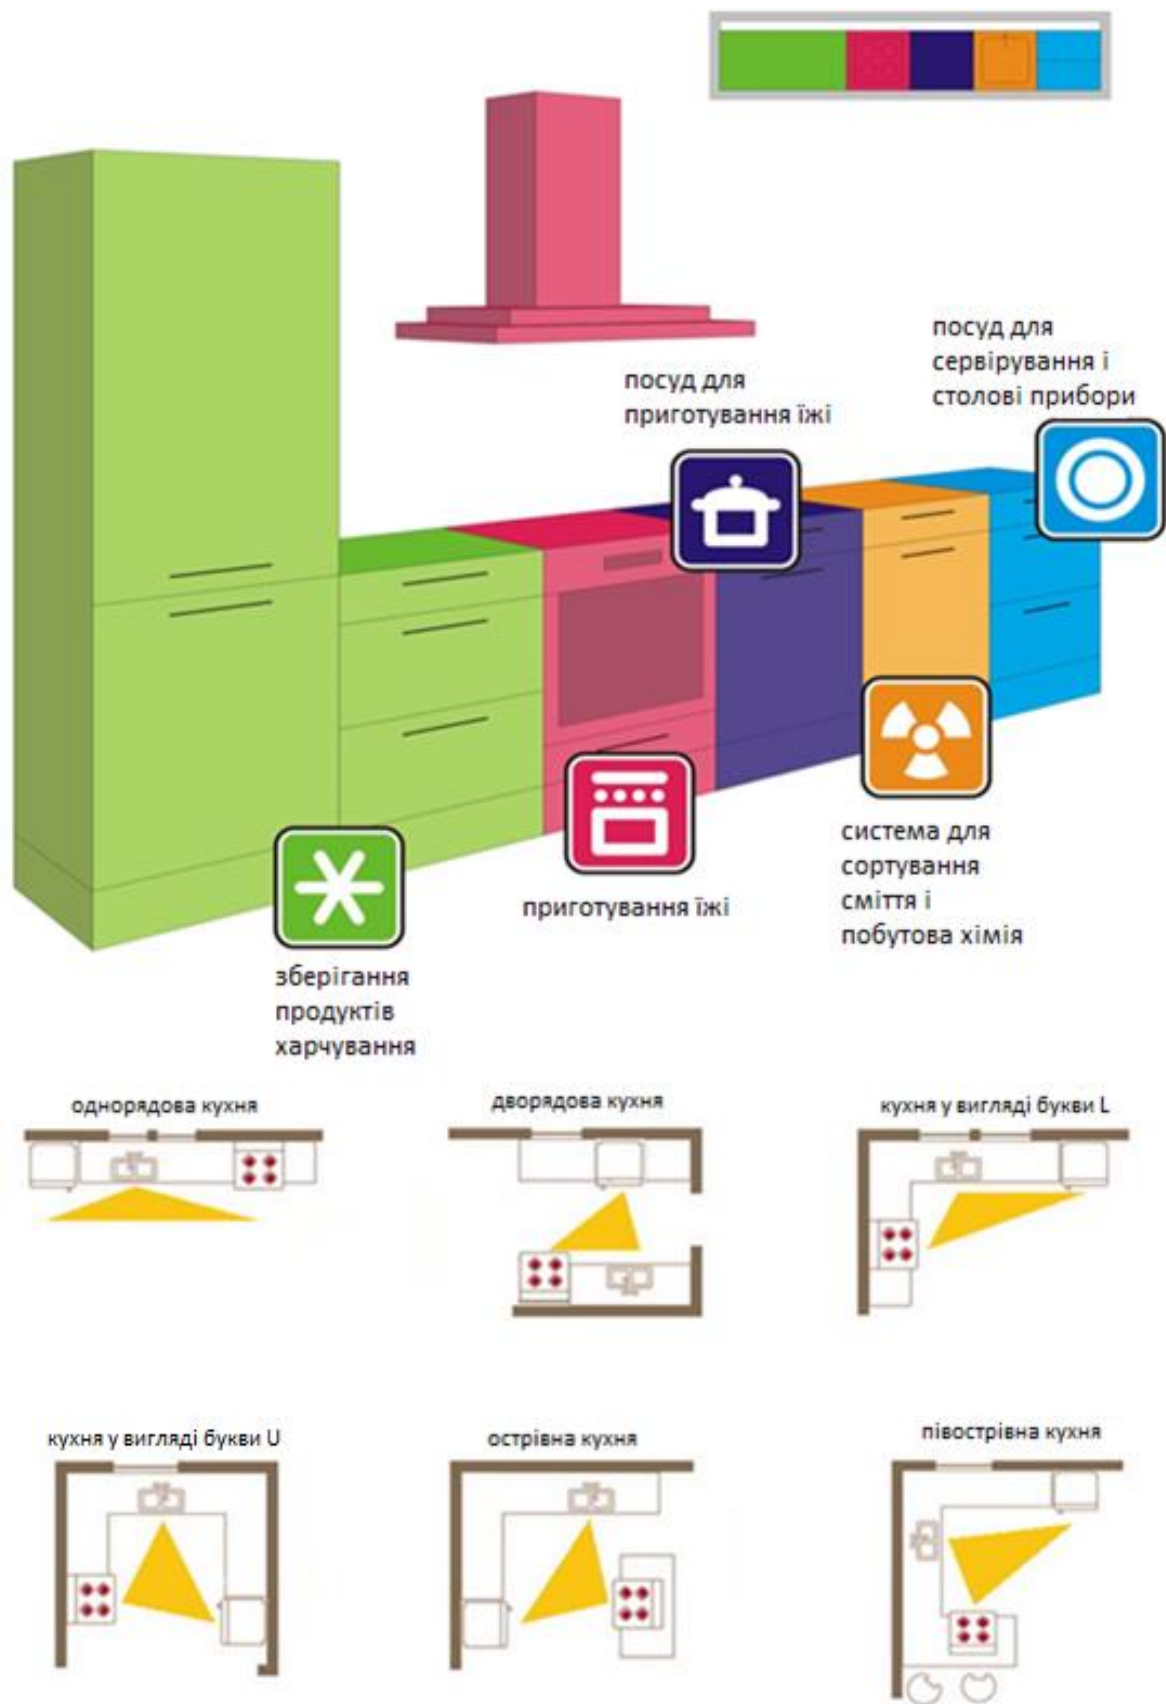 посуд для
сервірування і
столові прибори
посуд для
приготування їжі
система для
сортування
сміття і
побутова хімія
приготування їжі
зберігання
продуктів
харчування
однорядова кухня
дворядова кухня
кухня у вигляді букви L
кухня у вигляді букви U
острівна кухня
півострівна кухня